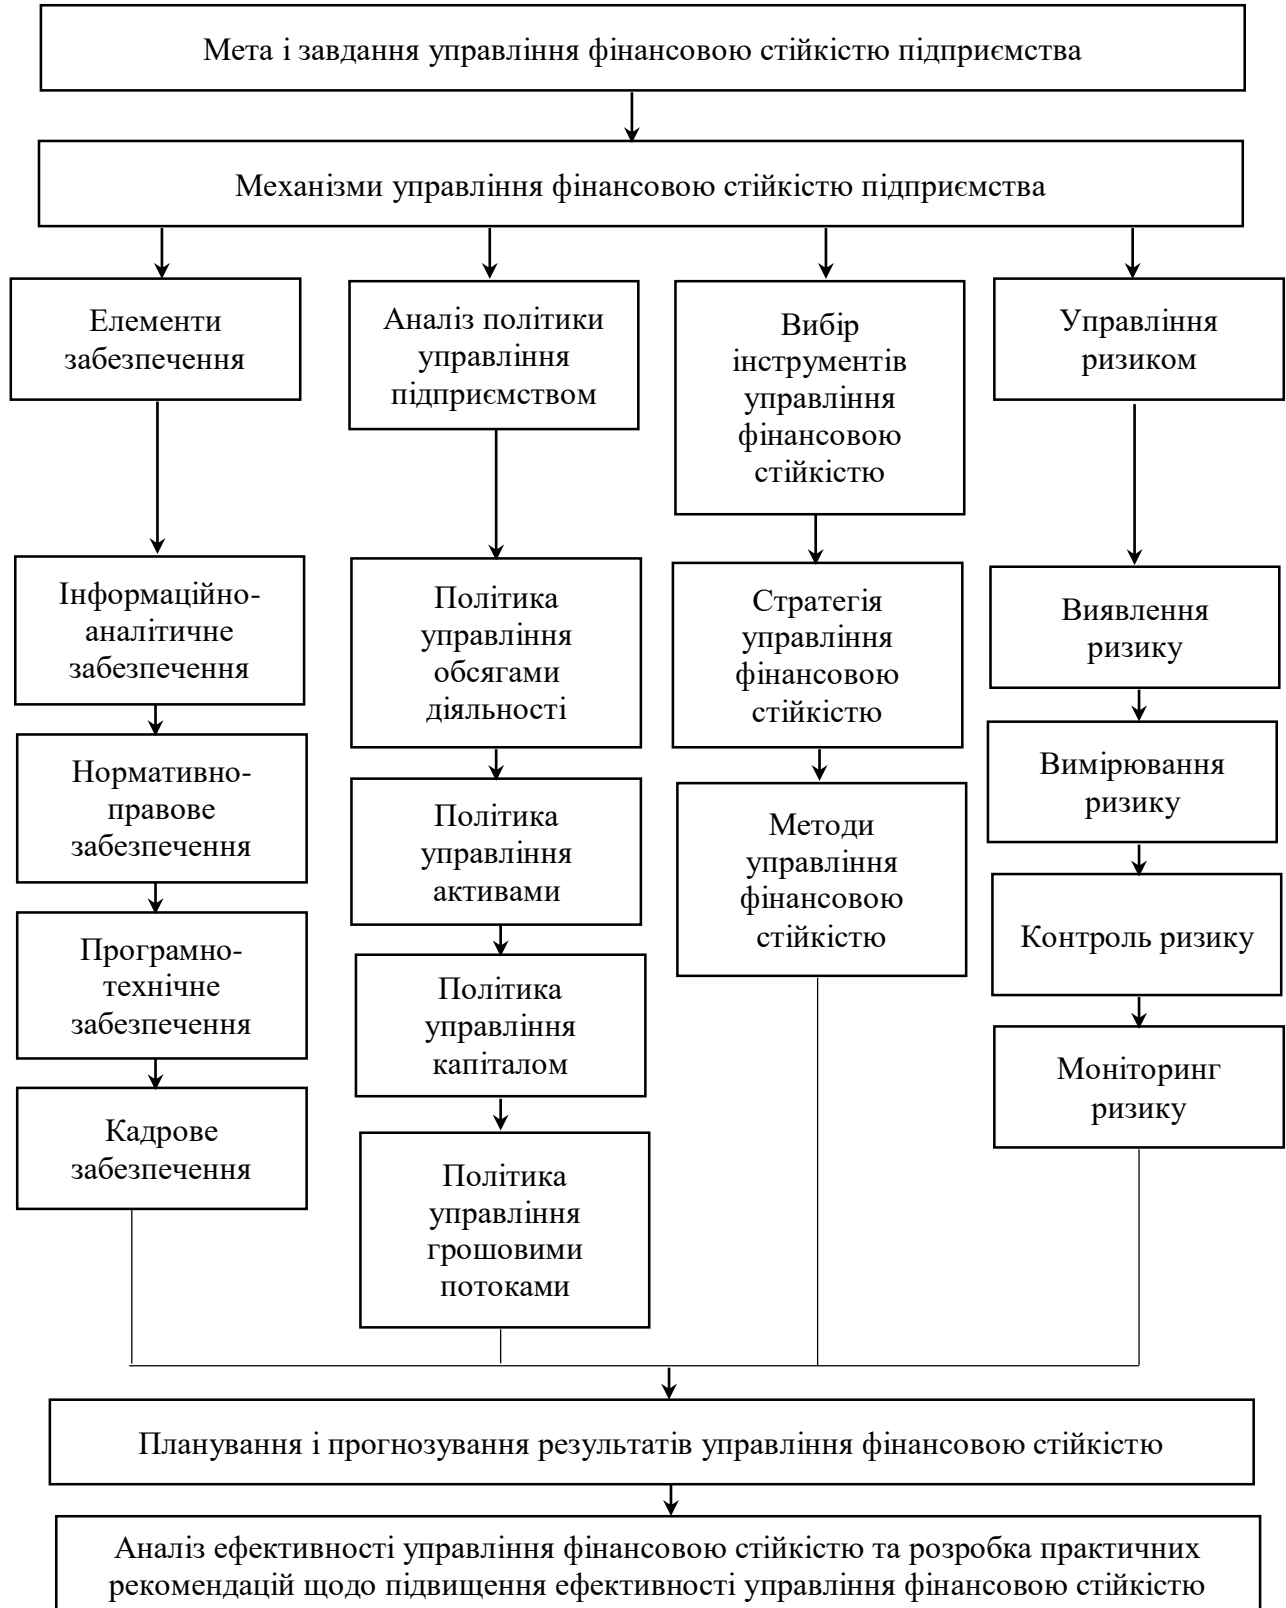 Мета і завдання управління фінансовою стійкістю підприємства
Механізми управління фінансовою стійкістю підприємства
Елементи
забезпечення
Аналіз політики
управління
підприємством
Вибір
інструментів
управління
фінансовою
стійкістю
Управління
ризиком
Інформаційно-
аналітичне
забезпечення
Нормативно-
правове
забезпечення
Програмно-
технічне
забезпечення
Кадрове
забезпечення
Політика
управління
обсягами
діяльності
Політика
управління
активами
Політика
управління
капіталом
Політика
управління
грошовими
потоками
Стратегія
управління
фінансовою
стійкістю
Методи
управління
фінансовою
стійкістю
Виявлення
ризику
Вимірювання
ризику
Контроль ризику
Моніторинг
ризику
Планування і прогнозування результатів управління фінансовою стійкістю
Аналіз ефективності управління фінансовою стійкістю та розробка практичних
рекомендацій щодо підвищення ефективності управління фінансовою стійкістю